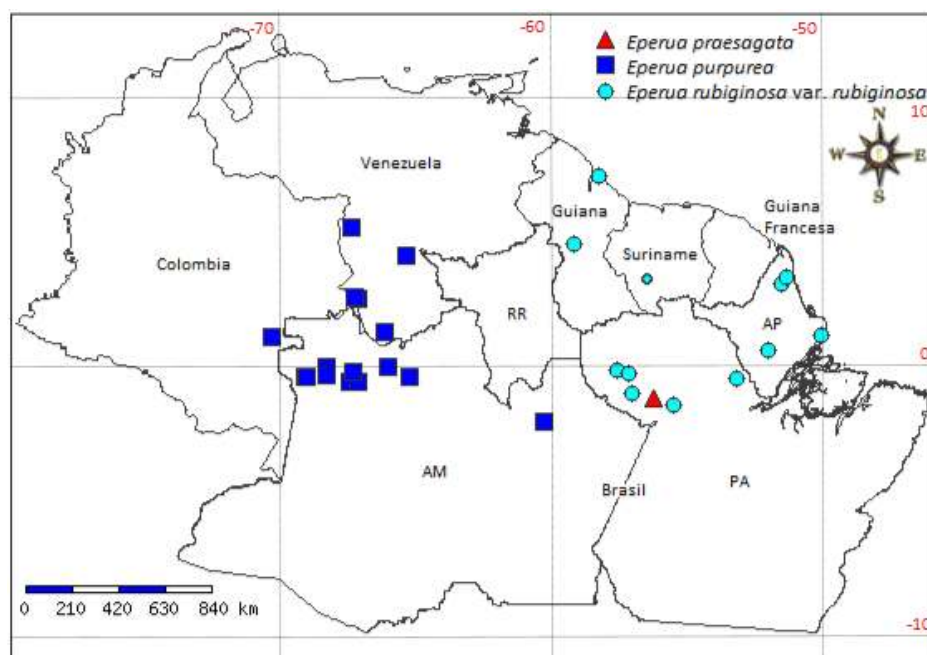 -70 -60 -50
Eperua praesagata
Eperua purpurea
Eperua rubiginosa var. rubiginosa
10
N
W E
S
Venezuela
Guiana
Guiana
Francesa
Suriname
Colombia
RR
AP
0
AM
Brasil
PA
0 210 420 630 840 km
-10